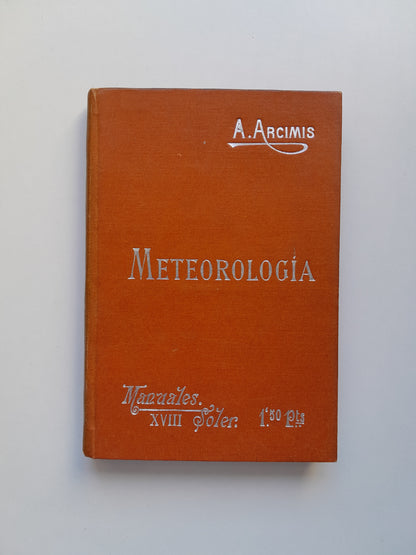 A. ARCIMIS
METEOROLOGÍA
Manuales.
XVIII Soler. 1.'50 Pts